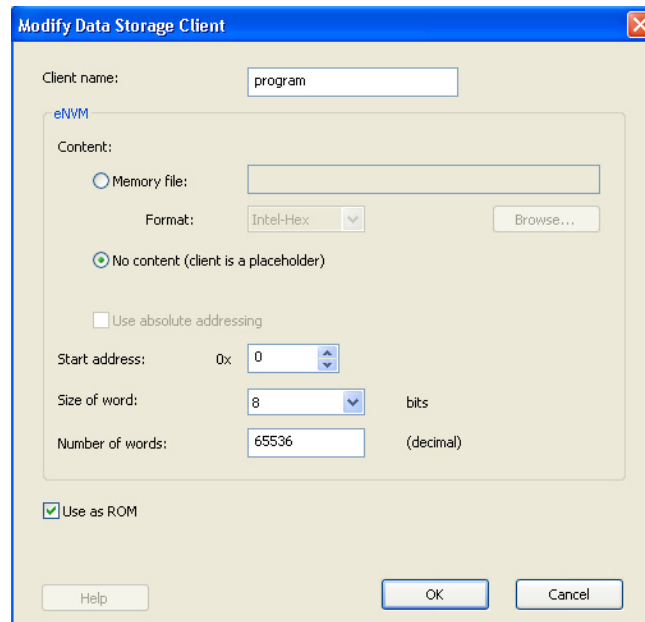 Modify Data Storage Client
Client name: program
eNVM
Content:
Memory file:
Format: Intel-Hex Browse...
No content (client is a placeholder)
Use absolute addressing
Start address: 0x 0
Size of word: 8 bits
Number of words: 65536 (decimal)
Use as ROM
Help OK Cancel